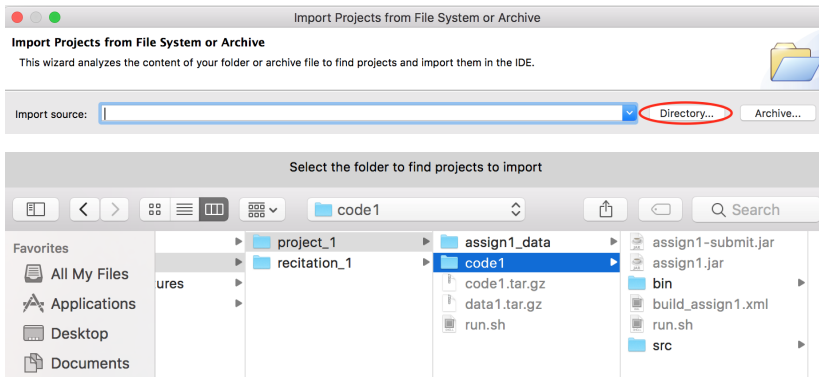 Import Projects from File System or Archive
Import Projects from File System or Archive
This wizard analyzes the content of your folder or archive file to find projects and import them in the IDE.
Import source: Directory... Archive...
Select the folder to find projects to import
code1 Search
Favorites
All My Files
Applications
Desktop
Documents
ures
project_1
recitation_1
assign1_data
code1
code1.tar.gz
data1.tar.gz
run.sh
assign1-submit.jar
assign1.jar
bin
build_assign1.xml
run.sh
src